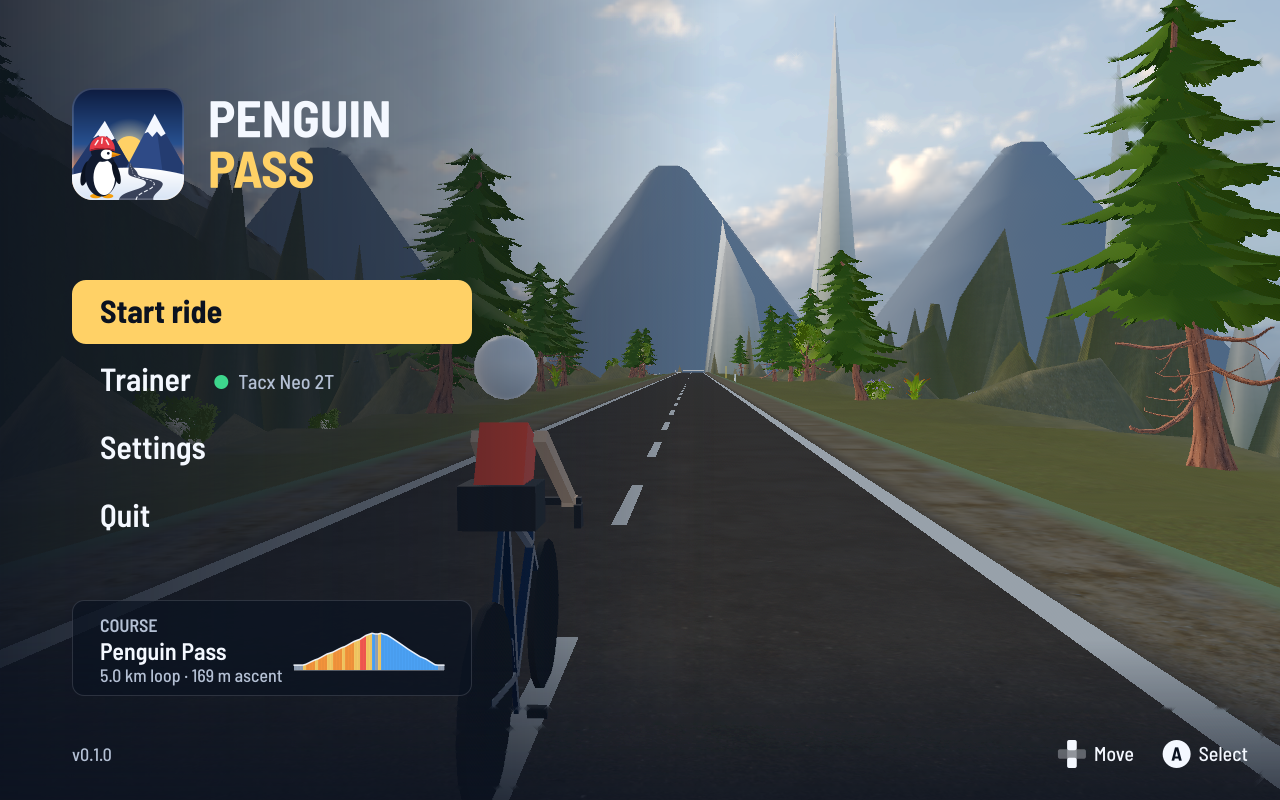 PENGUIN
PASS
Start ride
Trainer Tacx Neo 2T
Settings
Quit
COURSE
Penguin Pass
5.0 km loop · 169 m ascent
v0.1.0
Move A Select